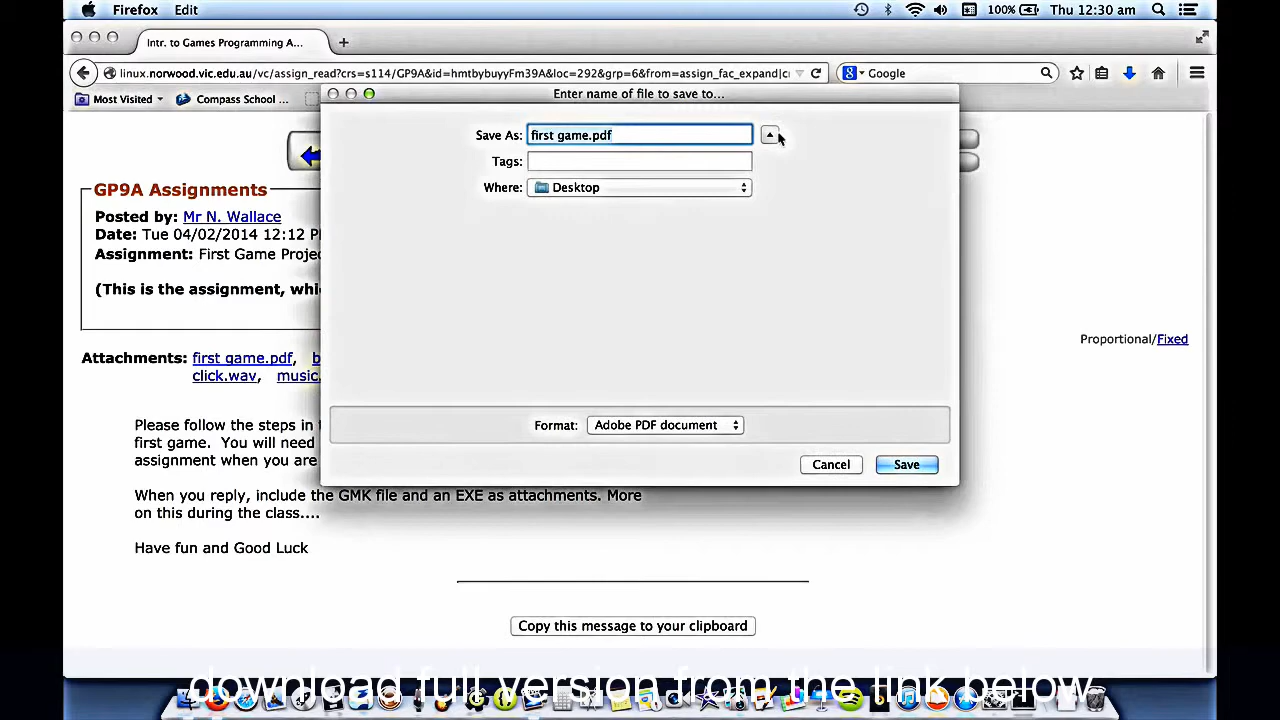 Firefox Edit 100% Thu 12:30 am
Intr. to Games Programming A...
linux.norwood.vic.edu.au/vc/assign_read?crs=s114/GP9A&id=hmtbybuyyFm39A&loc=292&grp=6&from=assign_fac_expand|c Google
Most Visited Compass School ...
Enter name of file to save to...
Save As: first game.pdf
Tags:
Where: Desktop
Format: Adobe PDF document
Cancel Save
GP9A Assignments
Posted by: Mr N. Wallace
Date: Tue 04/02/2014 12:12 P
Assignment: First Game Proje
(This is the assignment, whi
Proportional/Fixed
Attachments: first game.pdf, b
click.wav, music.
Please follow the steps in t
first game. You will need
assignment when you are
When you reply, include the GMK file and an EXE as attachments. More
on this during the class....
Have fun and Good Luck
Copy this message to your clipboard
download full version from the link below